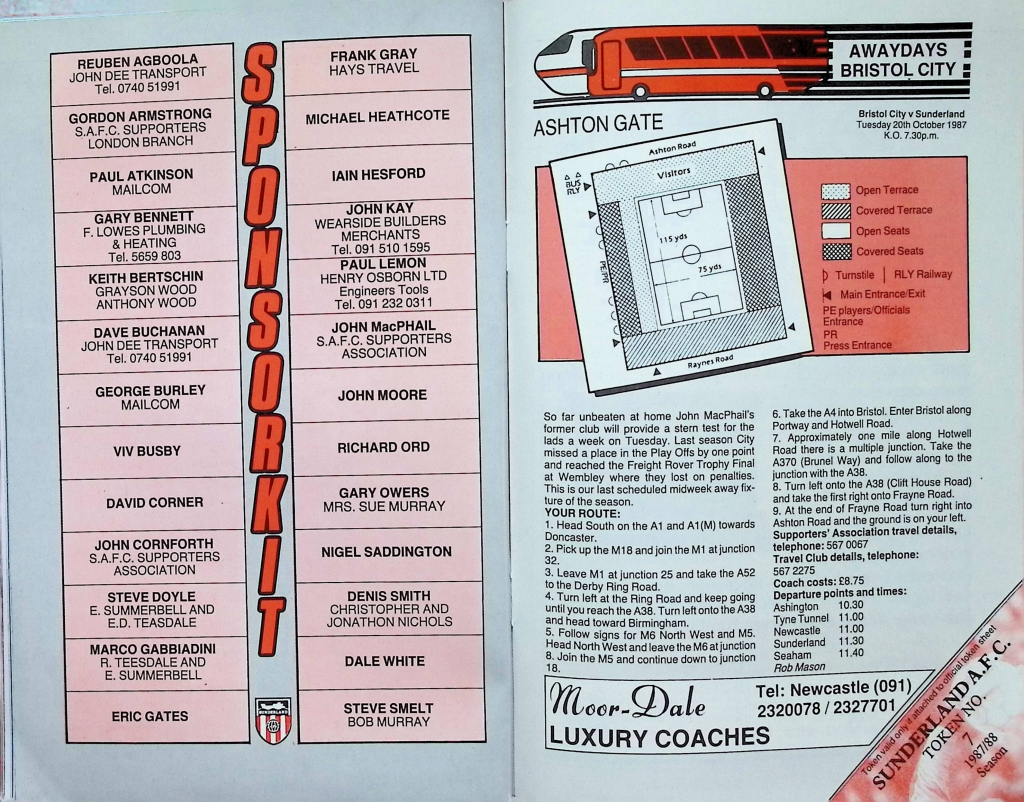 SPONSORKIT
REUBEN AGBOOLA
JOHN DEE TRANSPORT
Tel. 0740 51991
GORDON ARMSTRONG
S.A.F.C. SUPPORTERS
LONDON BRANCH
PAUL ATKINSON
MAILCOM
GARY BENNETT
F. LOWES PLUMBING
& HEATING
Tel. 5659 803
KEITH BERTSCHIN
GRAYSON WOOD
ANTHONY WOOD
DAVE BUCHANAN
JOHN DEE TRANSPORT
Tel. 0740 51991
GEORGE BURLEY
MAILCOM
VIV BUSBY
DAVID CORNER
JOHN CORNFORTH
S.A.F.C. SUPPORTERS
ASSOCIATION
STEVE DOYLE
E. SUMMERBELL AND
E.D. TEASDALE
MARCO GABBIADINI
R. TEESDALE AND
E. SUMMERBELL
ERIC GATES
FRANK GRAY
HAYS TRAVEL
MICHAEL HEATHCOTE
IAIN HESFORD
JOHN KAY
WEARSIDE BUILDERS
MERCHANTS
Tel. 091 510 1595
PAUL LEMON
HENRY OSBORN LTD
Engineers Tools
Tel. 091 232 0311
JOHN MacPHAIL
S.A.F.C. SUPPORTERS
ASSOCIATION
JOHN MOORE
RICHARD ORD
GARY OWERS
MRS. SUE MURRAY
NIGEL SADDINGTON
DENIS SMITH
CHRISTOPHER AND
JONATHON NICHOLS
DALE WHITE
STEVE SMELT
BOB MURRAY
SUNDERLAND
AWAYDAYS
BRISTOL CITY
ASHTON GATE
Bristol City v Sunderland
Tuesday 20th October 1987
K.O. 7.30p.m.
Ashton Road
Visitors
BUS
RLY
115 yds
75 yds
PE PR
Raynes Road
Open Terrace
Covered Terrace
Open Seats
Covered Seats
Turnstile | RLY Railway
Main Entrance/Exit
PE players/Officials
Entrance
PR
Press Entrance
So far unbeaten at home John MacPhail's
former club will provide a stern test for the
lads a week on Tuesday. Last season City
missed a place in the Play Offs by one point
and reached the Freight Rover Trophy Final
at Wembley where they lost on penalties.
This is our last scheduled midweek away fix-
ture of the season.
YOUR ROUTE:
1. Head South on the A1 and A1(M) towards
Doncaster.
2. Pick up the M18 and join the M1 at junction
32.
3. Leave M1 at junction 25 and take the A52
to the Derby Ring Road.
4. Turn left at the Ring Road and keep going
until you reach the A38. Turn left onto the A38
and head toward Birmingham.
5. Follow signs for M6 North West and M5.
Head North West and leave the M6 at junction
8. Join the M5 and continue down to junction
18.
6. Take the A4 into Bristol. Enter Bristol along
Portway and Hotwell Road.
7. Approximately one mile along Hotwell
Road there is a multiple junction. Take the
A370 (Brunel Way) and follow along to the
junction with the A38.
8. Turn left onto the A38 (Clift House Road)
and take the first right onto Frayne Road.
9. At the end of Frayne Road turn right into
Ashton Road and the ground is on your left.
Supporters' Association travel details,
telephone: 567 0067
Travel Club details, telephone:
567 2275
Coach costs: £8.75
Departure points and times:
Ashington 10.30
Tyne Tunnel 11.00
Newcastle 11.00
Sunderland 11.30
Seaham 11.40
Rob Mason
Moor-Dale
LUXURY COACHES
Tel: Newcastle (091)
2320078 / 2327701
Token valid only if attached to official token sheet
SUNDERLAND A.F.C.
TOKEN NO.
7
1987/88
Season